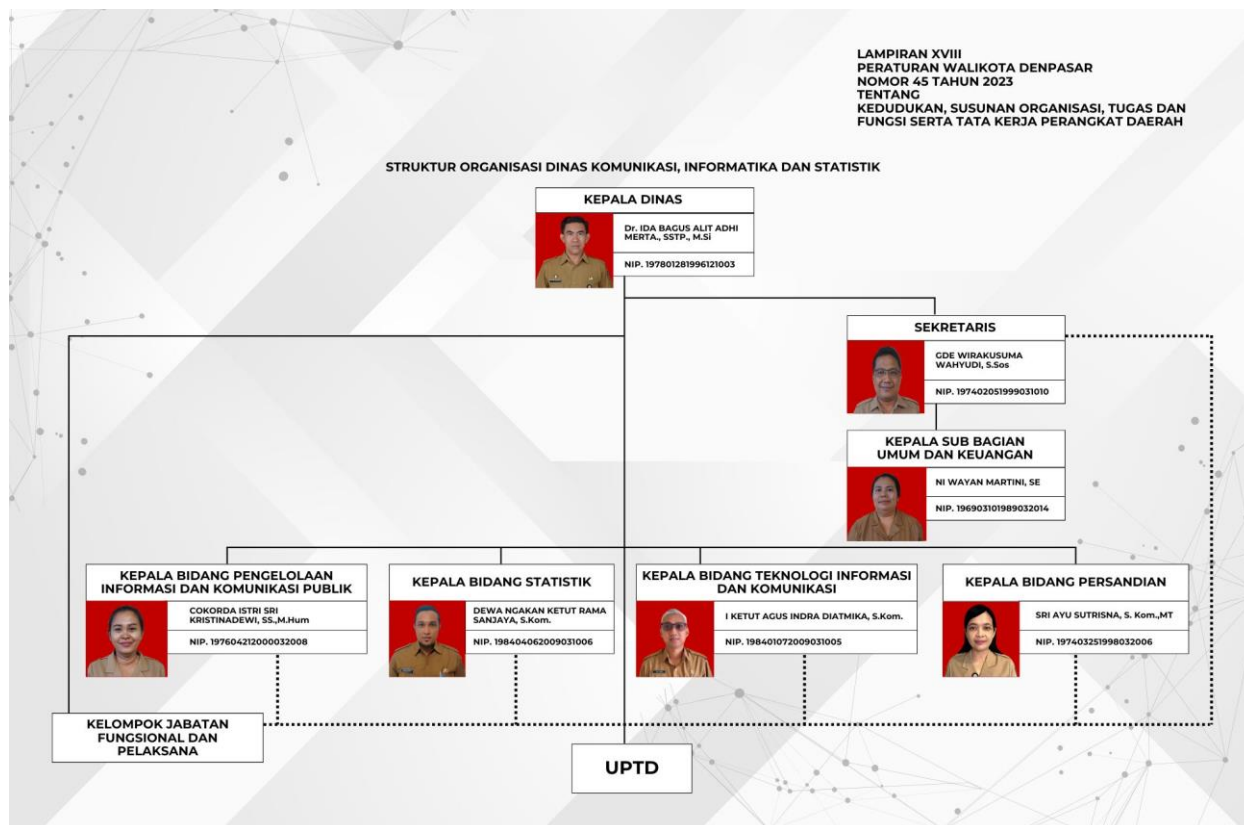 LAMPIRAN XVIII
PERATURAN WALIKOTA DENPASAR
NOMOR 45 TAHUN 2023
TENTANG
KEDUDUKAN, SUSUNAN ORGANISASI, TUGAS DAN
FUNGSI SERTA TATA KERJA PERANGKAT DAERAH
STRUKTUR ORGANISASI DINAS KOMUNIKASI, INFORMATIKA DAN STATISTIK
KEPALA DINAS
Dr. IDA BAGUS ALIT ADHI
MERTA., SSTP., M.Si
NIP. 197801281996121003
SEKRETARIS
GDE WIRAKUSUMA
WAHYUDI, S.Sos
NIP. 197402051999031010
KEPALA SUB BAGIAN
UMUM DAN KEUANGAN
NI WAYAN MARTINI, SE
NIP. 196903101989032014
KEPALA BIDANG PENGELOLAAN
INFORMASI DAN KOMUNIKASI PUBLIK
COKORDA ISTRI SRI
KRISTINADEWI, SS.,M.Hum
NIP. 197604212000032008
KEPALA BIDANG STATISTIK
DEWA NGAKAN KETUT RAMA
SANJAYA, S.Kom.
NIP. 198404062009031006
KEPALA BIDANG TEKNOLOGI INFORMASI
DAN KOMUNIKASI
I KETUT AGUS INDRA DIATMIKA, S.Kom.
NIP. 198401072009031005
KEPALA BIDANG PERSANDIAN
SRI AYU SUTRISNA, S. Kom.,MT
NIP. 197403251998032006
KELOMPOK JABATAN
FUNGSIONAL DAN
PELAKSANA
UPTD